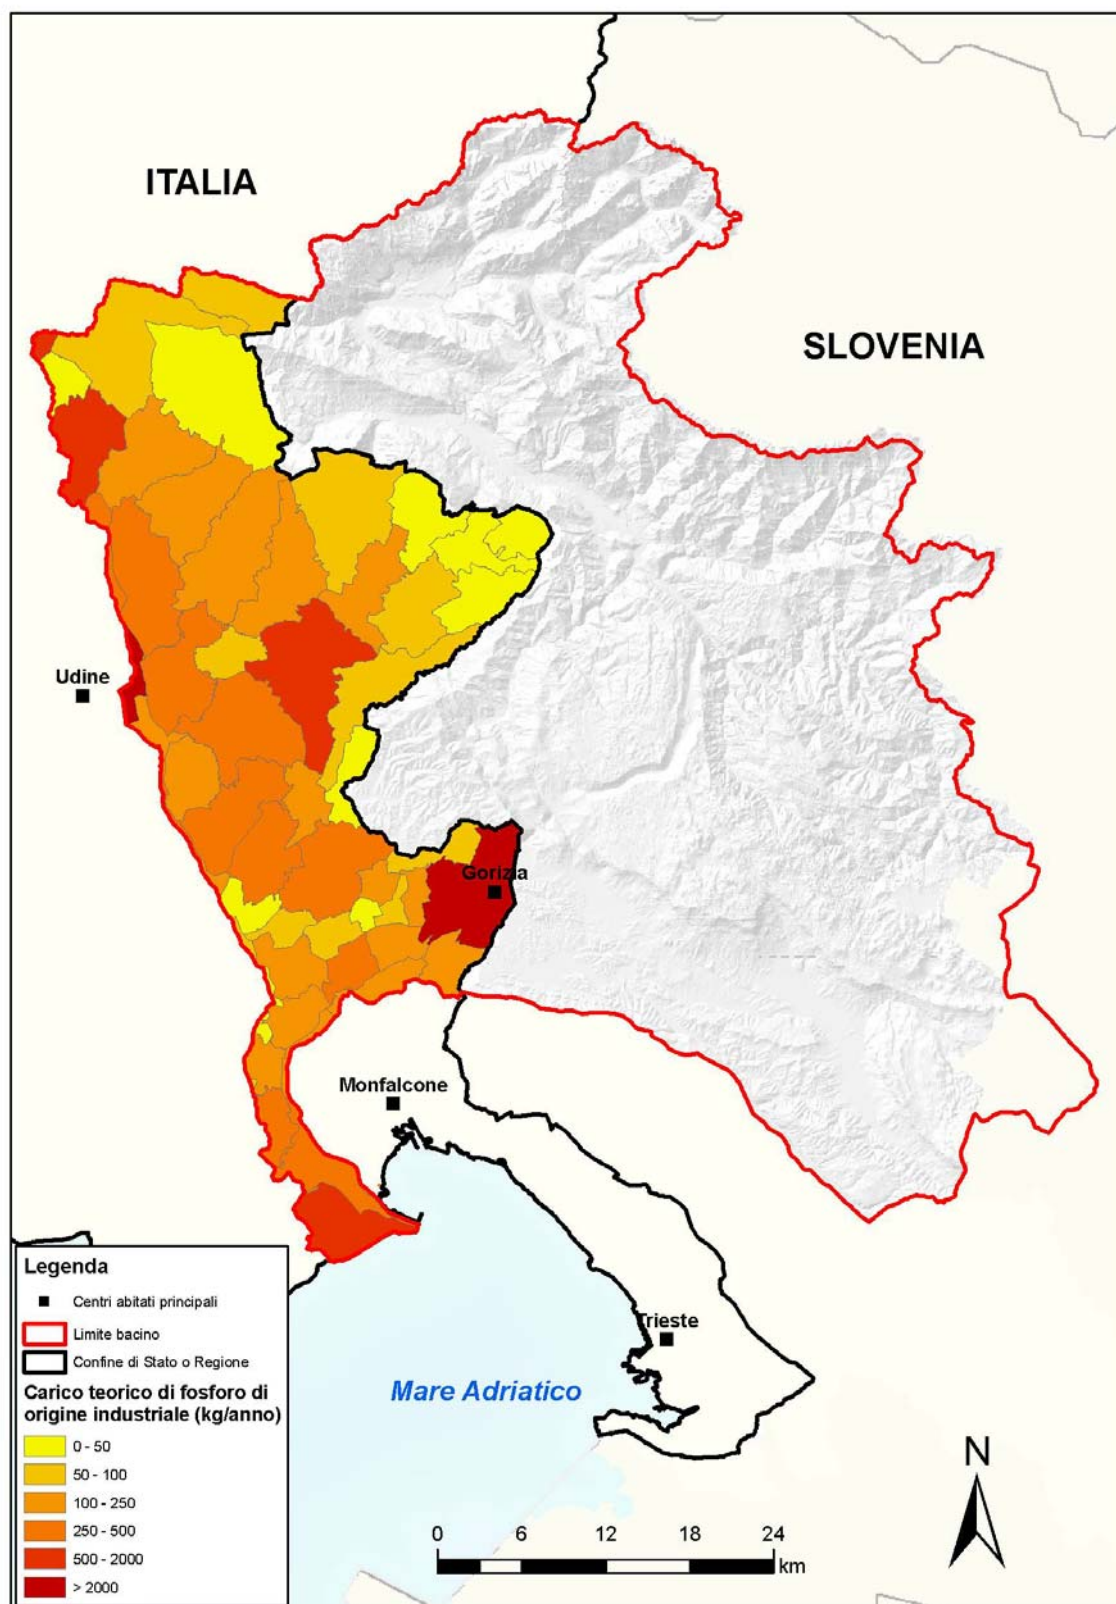 ITALIA
SLOVENIA
Udine
Gorizia
Monfalcone
Trieste
Mare Adriatico
Legenda
Centri abitati principali
Limite bacino
Confine di Stato o Regione
Carico teorico di fosforo di
origine industriale (kg/anno)
0 - 50
50 - 100
100 - 250
250 - 500
500 - 2000
> 2000
0 6 12 18 24
km
N